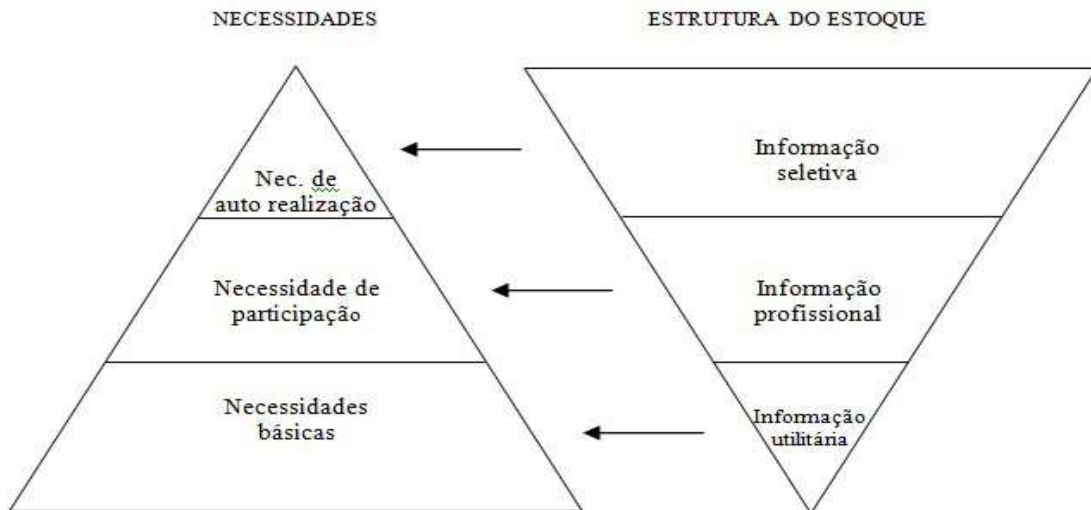 NECESSIDADES
ESTRUTURA DO ESTOQUE
Nec. de
auto realização
Informação
seletiva
Necessidade de
participação
Informação
profissional
Necessidades
básicas
Informação
utilitária